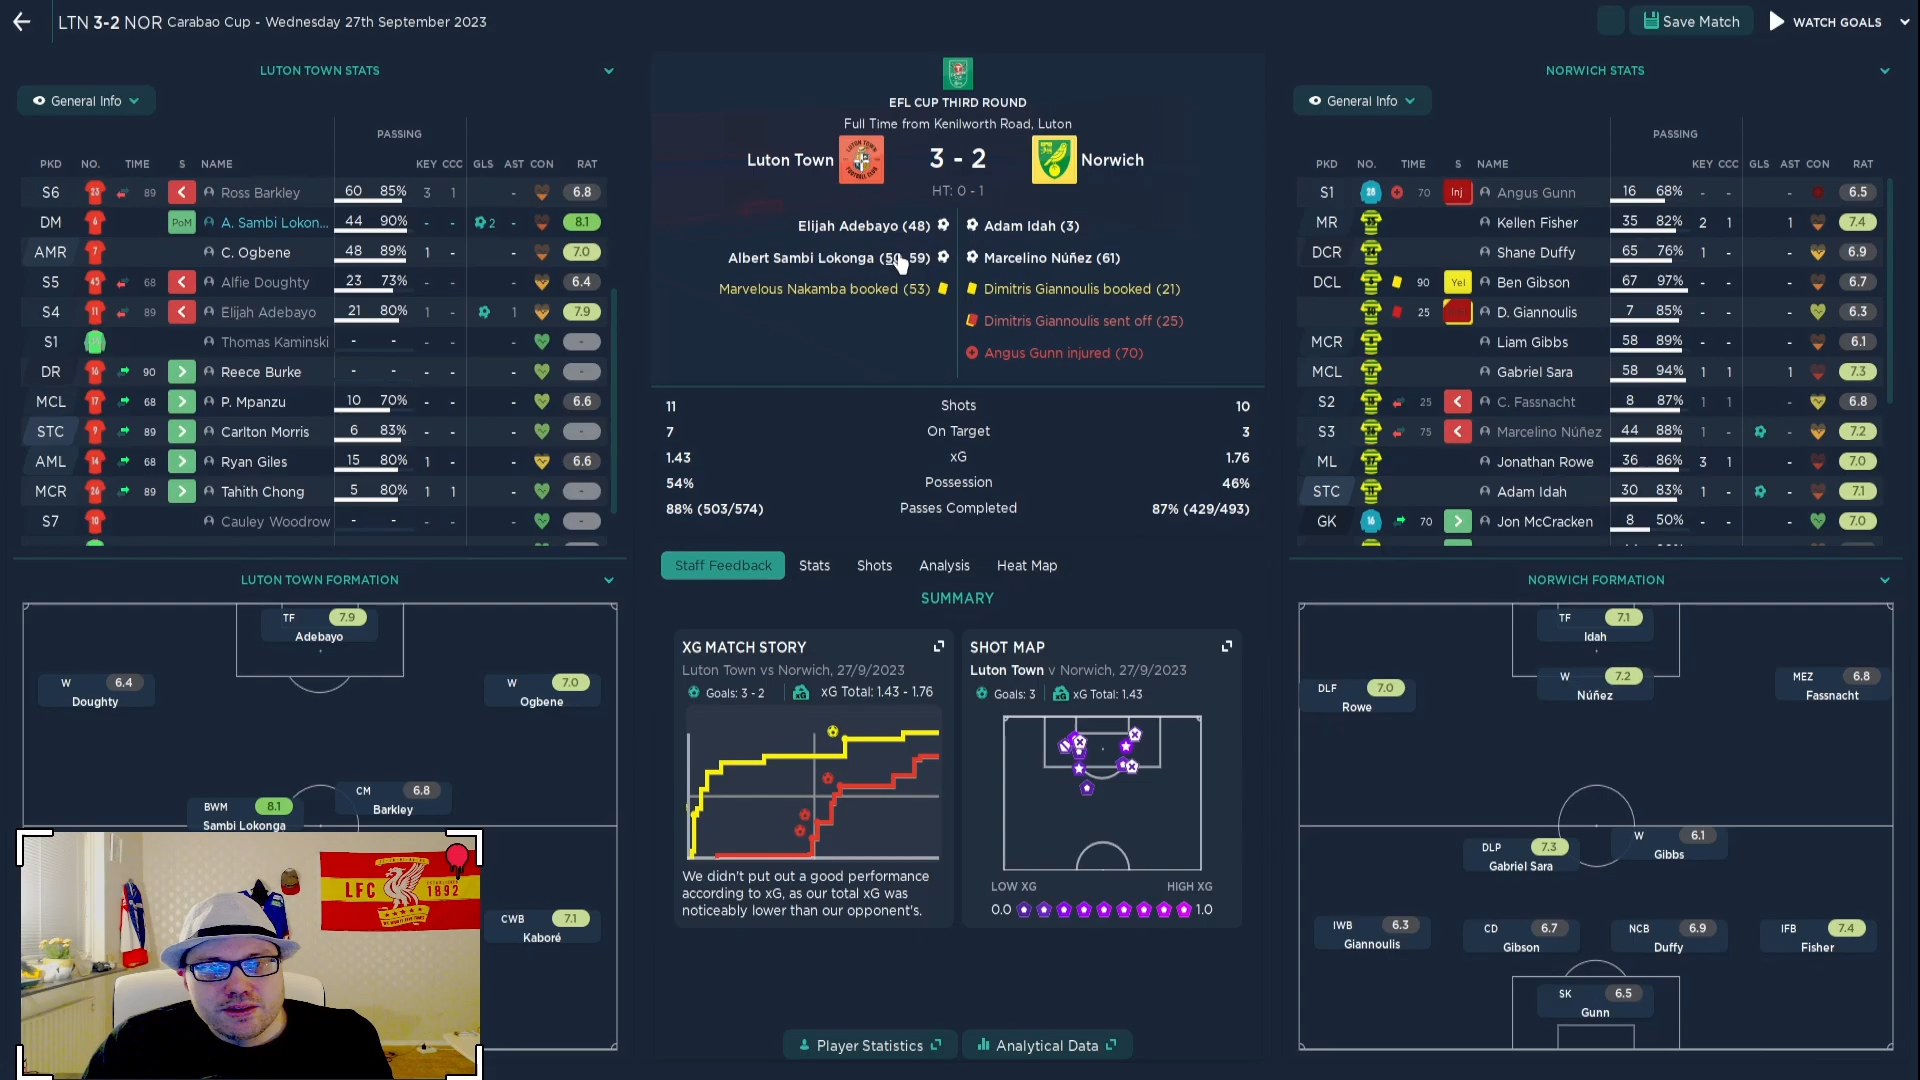 LTN 3-2 NOR Carabao Cup - Wednesday 27th September 2023
Save Match
WATCH GOALS
LUTON TOWN STATS
General Info
PASSING
PKD NO. TIME S NAME KEY CCC GLS AST CON RAT
S6 23 89 Ross Barkley 60 85% 3 1 - - 6.8
DM 6 PoM A. Sambi Lokon... 44 90% - - 2 - 8.1
AMR 7 C. Ogbene 48 89% 1 - - 7.0
S5 45 68 Alfie Doughty 23 73% - - - 6.4
S4 11 89 Elijah Adebayo 21 80% 1 - 1 7.9
S1 Thomas Kaminski - - - - - -
DR 16 90 Reece Burke - - - - - -
MCL 17 68 P. Mpanzu 10 70% - - - 6.6
STC 9 89 Carlton Morris 6 83% - - - -
AML 14 68 Ryan Giles 15 80% 1 - - 6.6
MCR 26 89 Tahith Chong 5 80% 1 1 - -
S7 10 Cauley Woodrow - - - - - -
EFL CUP THIRD ROUND
Full Time from Kenilworth Road, Luton
Luton Town 3 - 2 Norwich
HT: 0 - 1
Elijah Adebayo (48) Adam Idah (3)
Albert Sambi Lokonga ( 59) Marcelino Núñez (61)
Marvelous Nakamba booked (53) Dimitris Giannoulis booked (21)
Dimitris Giannoulis sent off (25)
Angus Gunn injured (70)
11 Shots 10
7 On Target 3
1.43 xG 1.76
54% Possession 46%
88% (503/574) Passes Completed 87% (429/493)
Staff Feedback Stats Shots Analysis Heat Map
SUMMARY
XG MATCH STORY
Luton Town vs Norwich, 27/9/2023
Goals: 3 - 2 xG Total: 1.43 - 1.76
We didn't put out a good performance
according to xG, as our total xG was
noticeably lower than our opponent's.
SHOT MAP
Luton Town v Norwich, 27/9/2023
Goals: 3 xG Total: 1.43
LOW XG HIGH XG
0.0 1.0
Player Statistics
Analytical Data
NORWICH STATS
General Info
PASSING
PKD NO. TIME S NAME KEY CCC GLS AST CON RAT
S1 28 70 Inj Angus Gunn 16 68% - - - 6.5
MR Kellen Fisher 35 82% 2 1 1 7.4
DCR Shane Duffy 65 76% 1 - - 6.9
DCL 90 Yel Ben Gibson 67 97% - - - 6.7
25 D. Giannoulis 7 85% - - - 6.3
MCR Liam Gibbs 58 89% - - - 6.1
MCL Gabriel Sara 58 94% 1 1 1 7.3
S2 25 C. Fassnacht 8 87% 1 1 - 6.8
S3 75 Marcelino Núñez 44 88% 1 - - 7.2
ML Jonathan Rowe 36 86% 3 1 - 7.0
STC Adam Idah 30 83% 1 - - 7.1
GK 16 70 Jon McCracken 8 50% - - - 7.0
LUTON TOWN FORMATION
TF 7.9
Adebayo
W 6.4
Doughty
W 7.0
Ogbene
CM 6.8
Barkley
BWM 8.1
Sambi Lokonga
CWB 7.1
Kaboré
LFC
1892
NORWICH FORMATION
TF 7.1
Idah
W 7.2
Núñez
MEZ 6.8
Fassnacht
DLF 7.0
Rowe
W 6.1
Gibbs
DLP 7.3
Gabriel Sara
IWB 6.3
Giannoulis
CD 6.7
Gibson
NCB 6.9
Duffy
IFB 7.4
Fisher
SK 6.5
Gunn